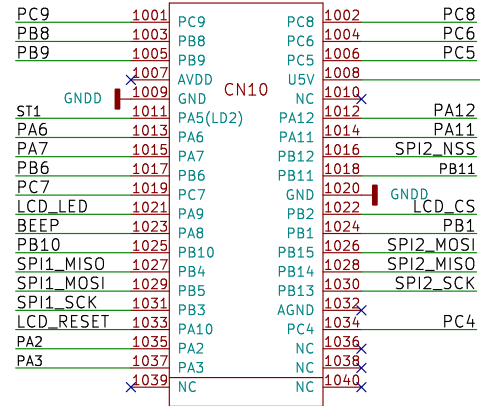 PC9 1001 PC9 PC8 1002 PC8
PB8 1003 PB8 PC6 1004 PC6
PB9 1005 PB9 PC5 1006 PC5
1007 AVDD U5V 1008
CN10
GNDD 1009 GND NC 1010
ST1 1011 PA5(LD2) PA12 1012 PA12
PA6 1013 PA6 PA11 1014 PA11
PA7 1015 PA7 PB12 1016 SPI2_NSS
PB6 1017 PB6 PB11 1018 PB11
PC7 1019 PC7 GND 1020 GNDD
LCD_LED 1021 PA9 PB2 1022 LCD_CS
BEEP 1023 PA8 PB1 1024 PB1
PB10 1025 PB10 PB15 1026 SPI2_MOSI
SPI1_MISO 1027 PB4 PB14 1028 SPI2_MISO
SPI1_MOSI 1029 PB5 PB13 1030 SPI2_SCK
SPI1_SCK 1031 PB3 AGND 1032
LCD_RESET 1033 PA10 PC4 1034 PC4
PA2 1035 PA2 NC 1036
PA3 1037 PA3 NC 1038
1039 NC NC 1040